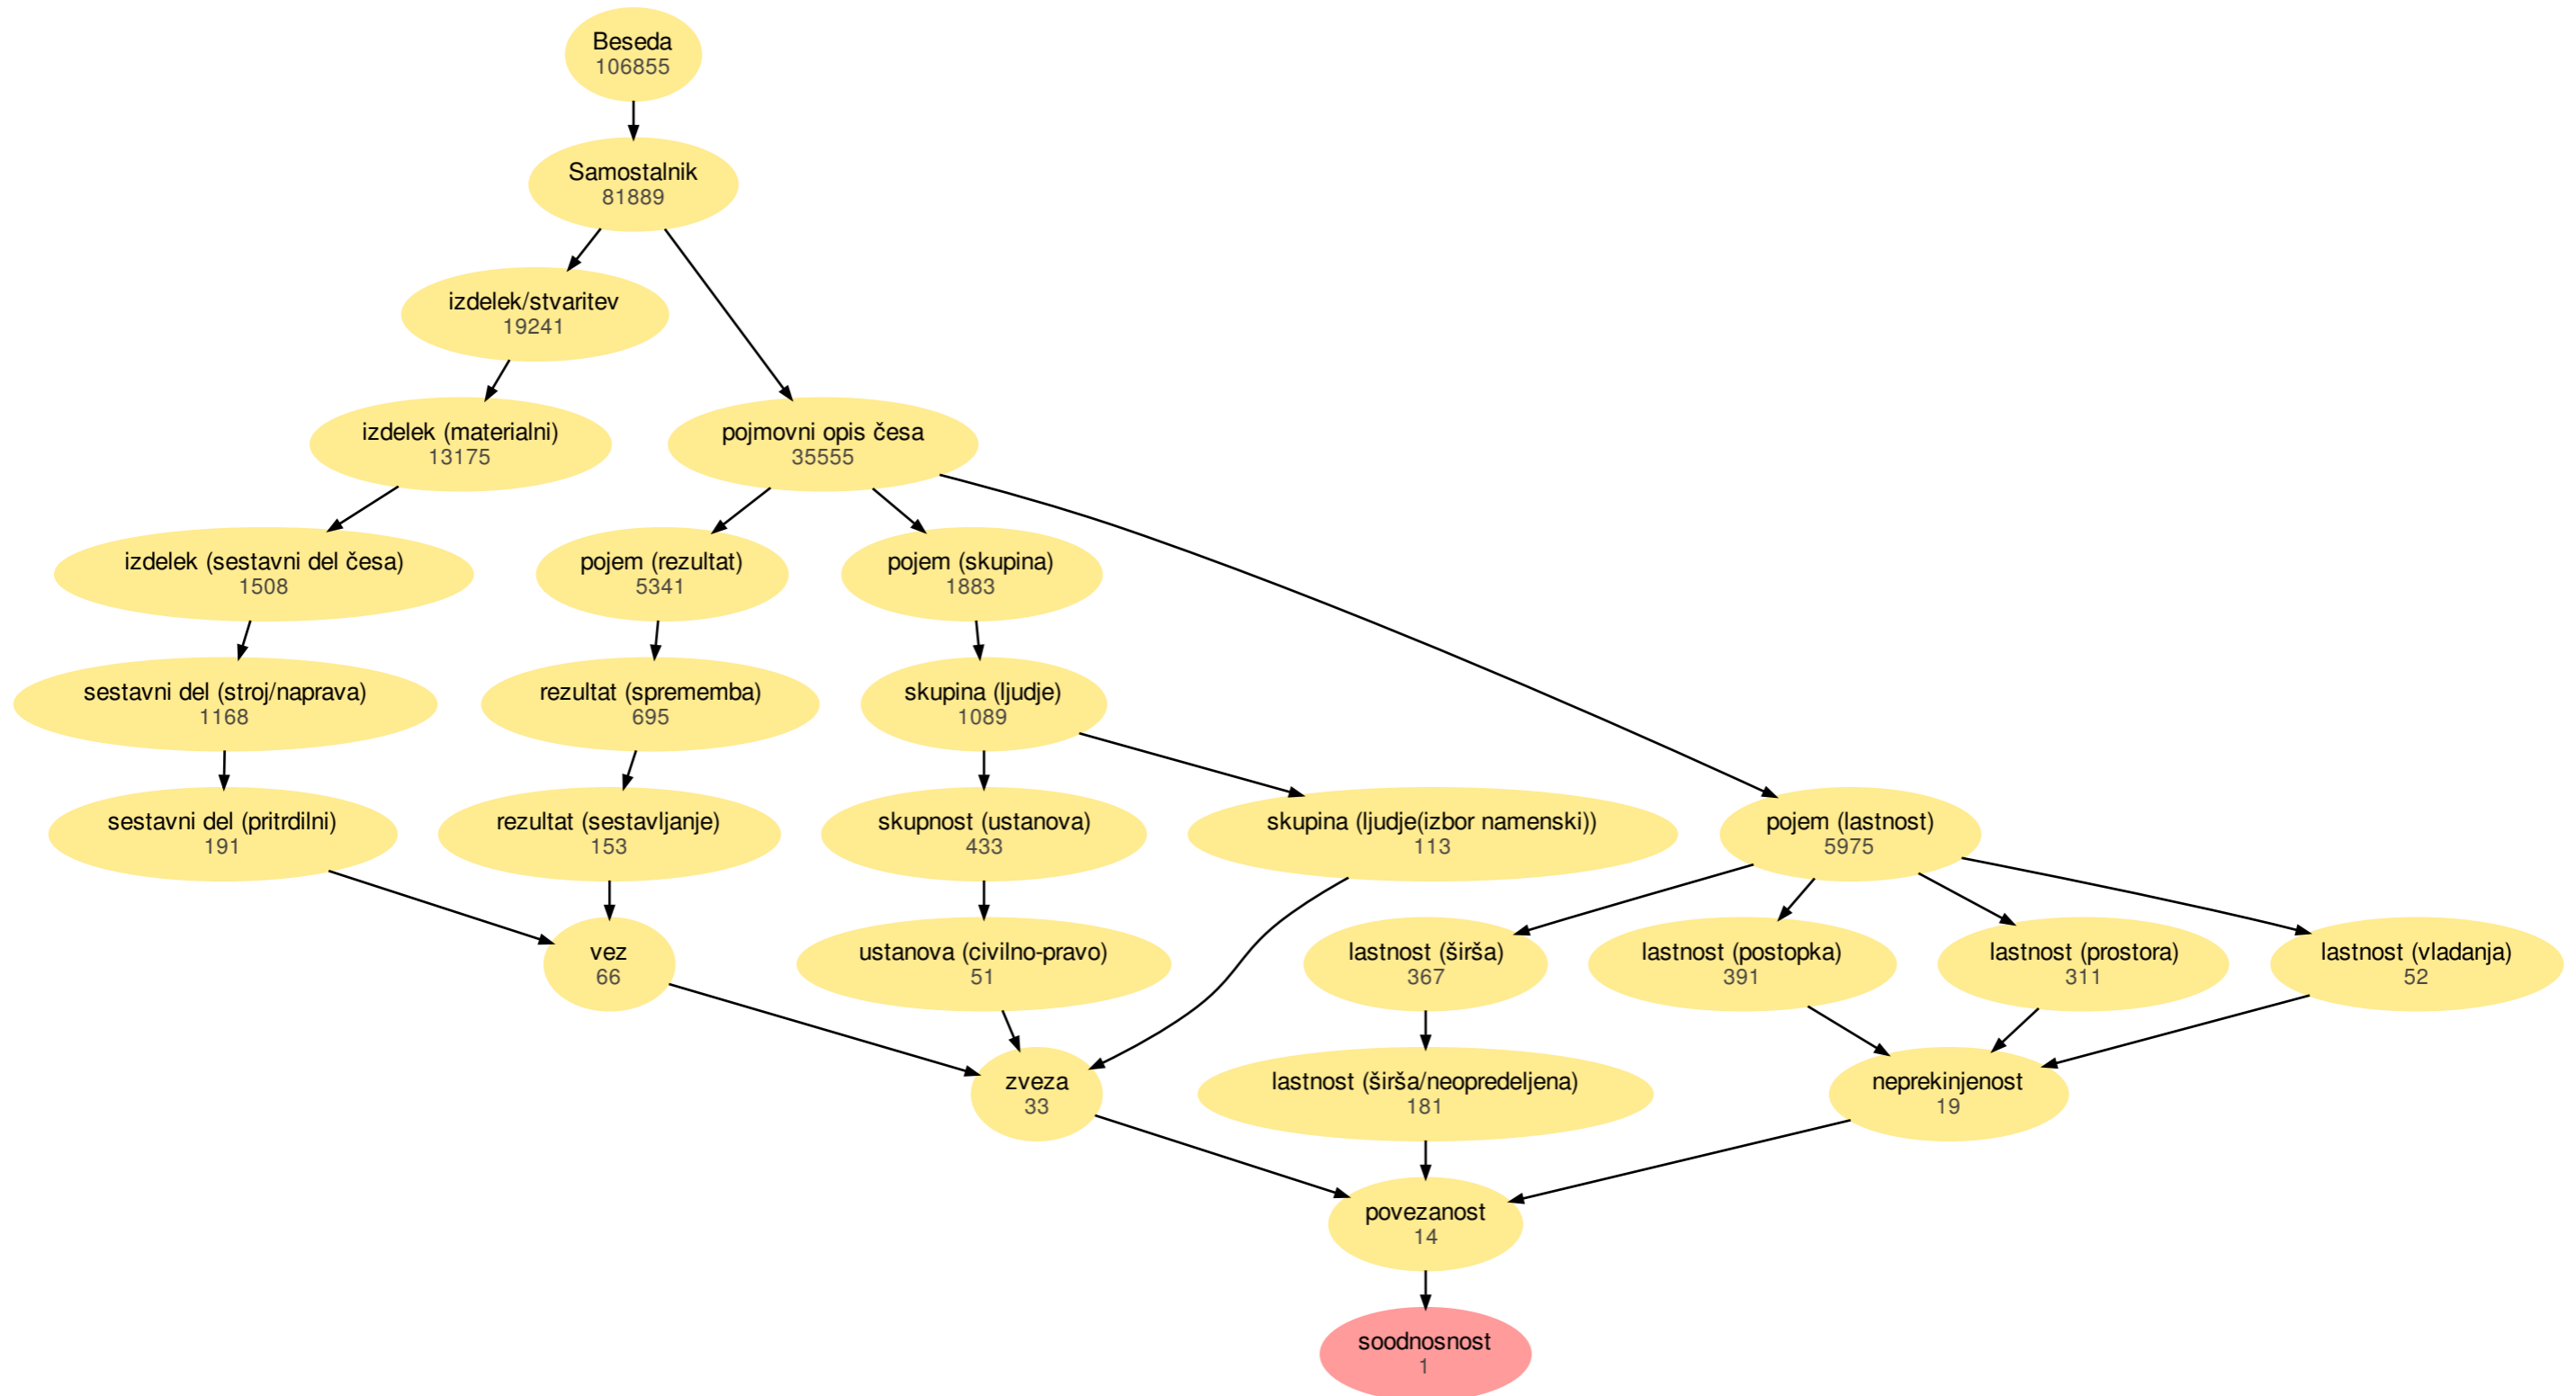 Beseda
106855
Samostalnik
81889
izdelek/stvaritev
19241
izdelek (materialni)
13175
pojmovni opis česa
35555
izdelek (sestavni del česa)
1508
pojem (rezultat)
5341
pojem (skupina)
1883
sestavni del (stroj/naprava)
1168
rezultat (sprememba)
695
skupina (ljudje)
1089
sestavni del (pritrdilni)
191
rezultat (sestavljanje)
153
skupnost (ustanova)
433
skupina (ljudje(izbor namenski))
113
pojem (lastnost)
5975
vez
66
ustanova (civilno-pravo)
51
lastnost (širša)
367
lastnost (postopka)
391
lastnost (prostora)
311
lastnost (vladanja)
52
zveza
33
lastnost (širša/neopredeljena)
181
neprekinjenost
19
povezanost
14
soodnosnost
1